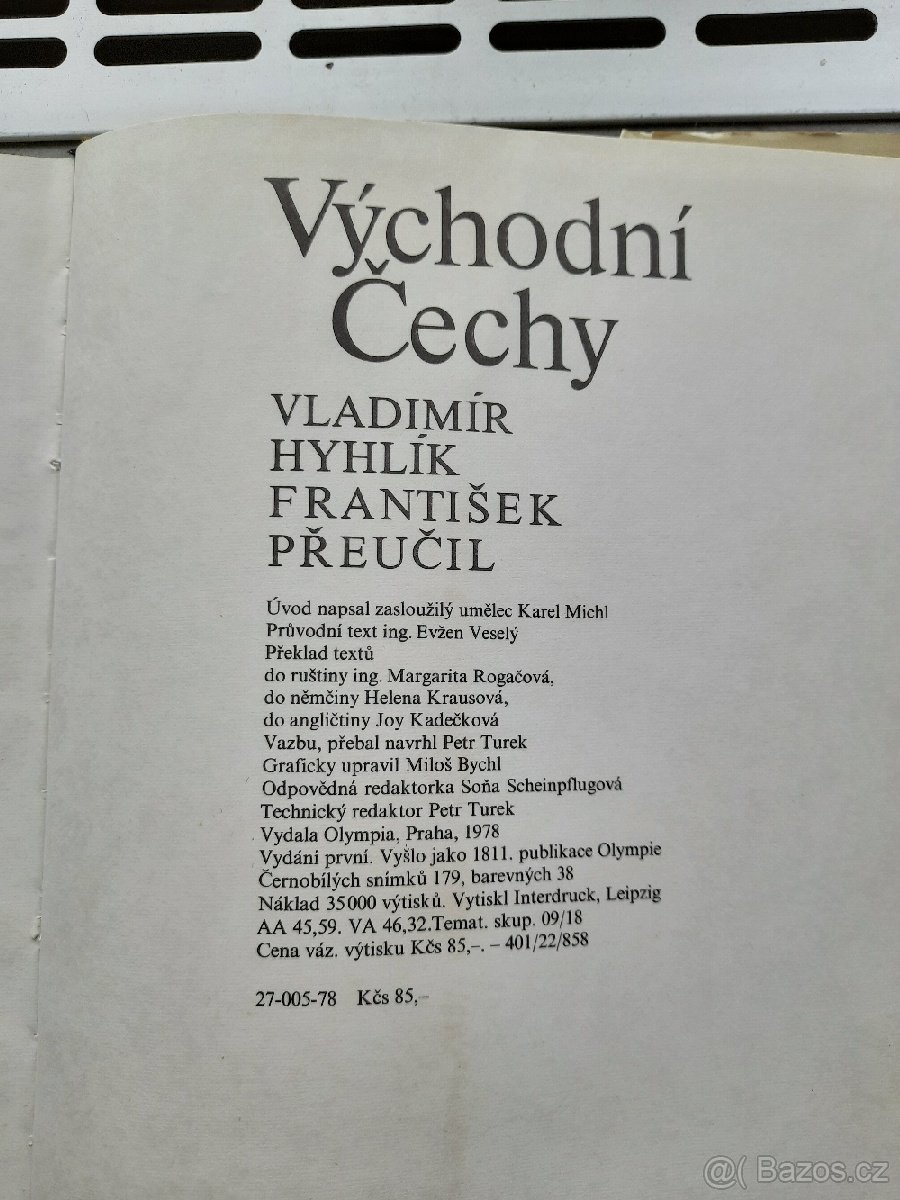 Východní
Čechy
VLADIMÍR
HYHLÍK
FRANTIŠEK
PŘEUČIL
Úvod napsal zasloužilý umělec Karel Michl
Průvodní text ing. Evžen Veselý
Překlad textů
do ruštiny ing. Margarita Rogačová,
do němčiny Helena Krausová,
do angličtiny Joy Kadečková
Vazbu, přebal navrhl Petr Turek
Graficky upravil Miloš Bychl
Odpovědná redaktorka Soňa Scheinpflugová
Technický redaktor Petr Turek
Vydala Olympia, Praha, 1978
Vydání první. Vyšlo jako 1811. publikace Olympie
Černobílých snímků 179, barevných 38
Náklad 35000 výtisků. Vytiskl Interdruck, Leipzig
AA 45,59. VA 46,32.Temat. skup. 09/18
Cena váz. výtisku Kčs 85,–. – 401/22/858
27-005-78 Kčs 85,–
@( Bazos.cz